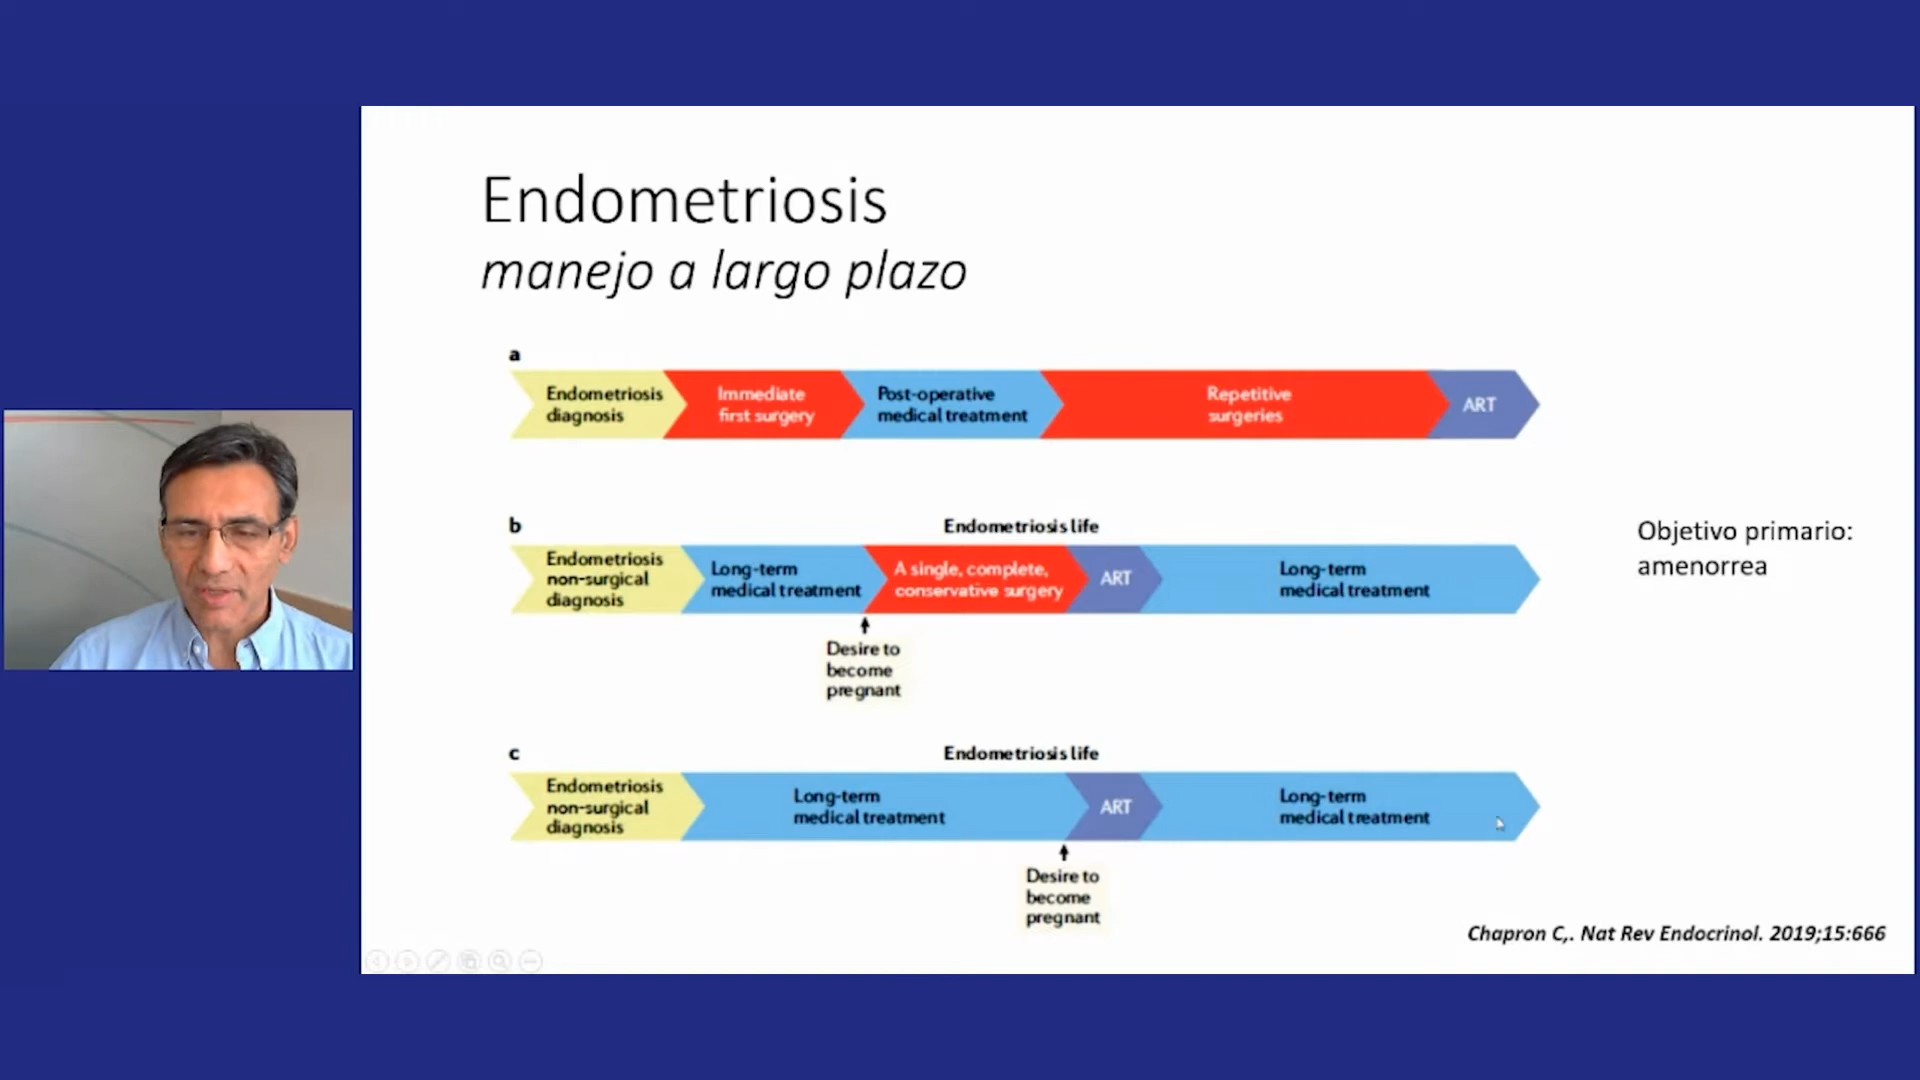 Endometriosis
manejo a largo plazo
a
Endometriosis
diagnosis
Immediate
first surgery
Post-operative
medical treatment
Repetitive
surgeries
ART
b
Endometriosis life
Endometriosis
non-surgical
diagnosis
Long-term
medical treatment
A single, complete,
conservative surgery
ART
Long-term
medical treatment
Desire to
become
pregnant
Objetivo primario:
amenorrea
c
Endometriosis life
Endometriosis
non-surgical
diagnosis
Long-term
medical treatment
ART
Long-term
medical treatment
Desire to
become
pregnant
Chapron C,. Nat Rev Endocrinol. 2019;15:666